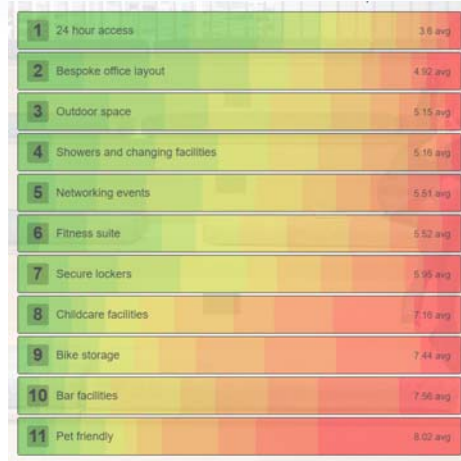 1 24 hour access 3.6 avg
2 Bespoke office layout 4.92 avg
3 Outdoor space 5.15 avg
4 Showers and changing facilities 5.16 avg
5 Networking events 5.51 avg
6 Fitness suite 5.52 avg
7 Secure lockers 5.95 avg
8 Childcare facilities 7.16 avg
9 Bike storage 7.44 avg
10 Bar facilities 7.56 avg
11 Pet friendly 8.02 avg